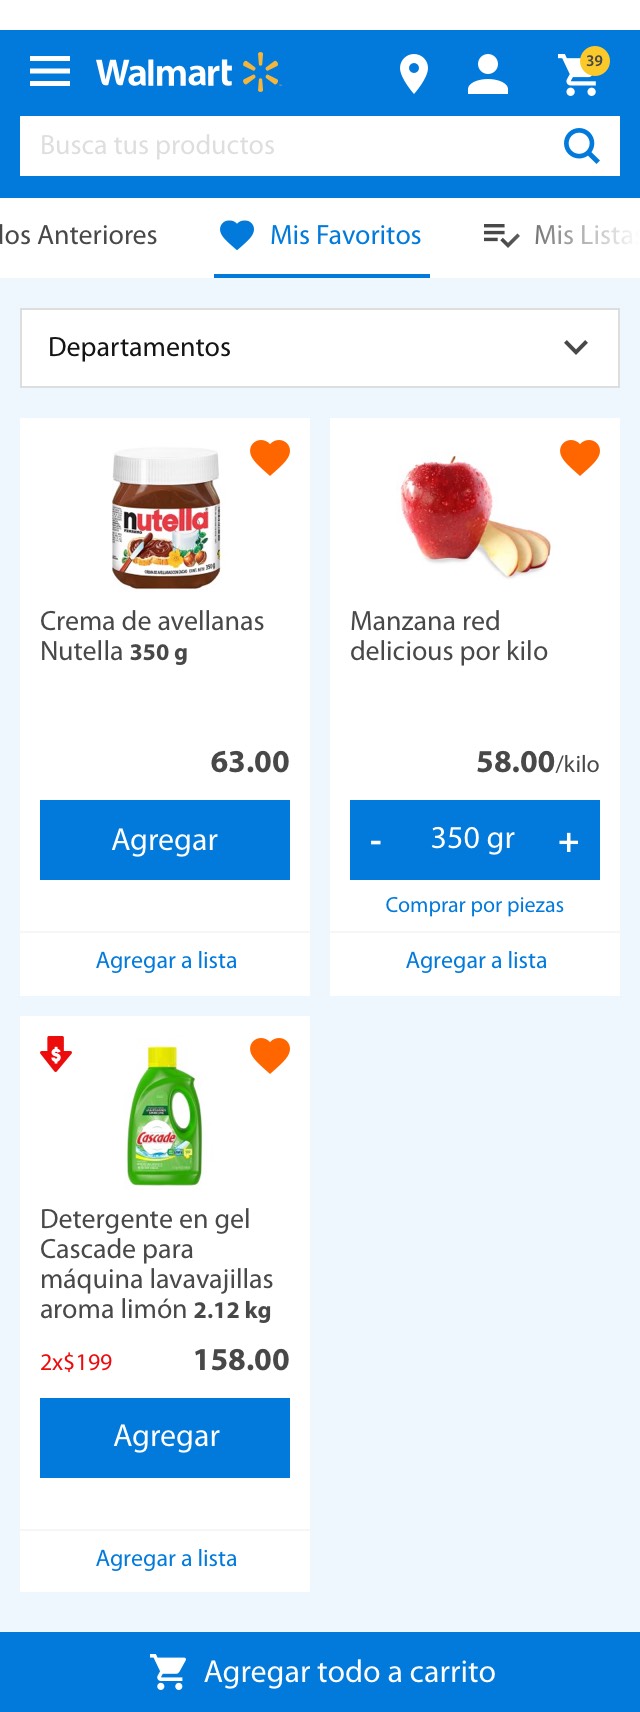 Walmart
39
Busca tus productos
los Anteriores
Mis Favoritos
Mis Listas
Departamentos
nutella
Crema de avellanas
Nutella 350 g
63.00
Agregar
Agregar a lista
Manzana red
delicious por kilo
58.00/kilo
- 350 gr +
Comprar por piezas
Agregar a lista
$
Cascade
Detergente en gel
Cascade para
máquina lavavajillas
aroma limón 2.12 kg
2x$199 158.00
Agregar
Agregar a lista
Agregar todo a carrito